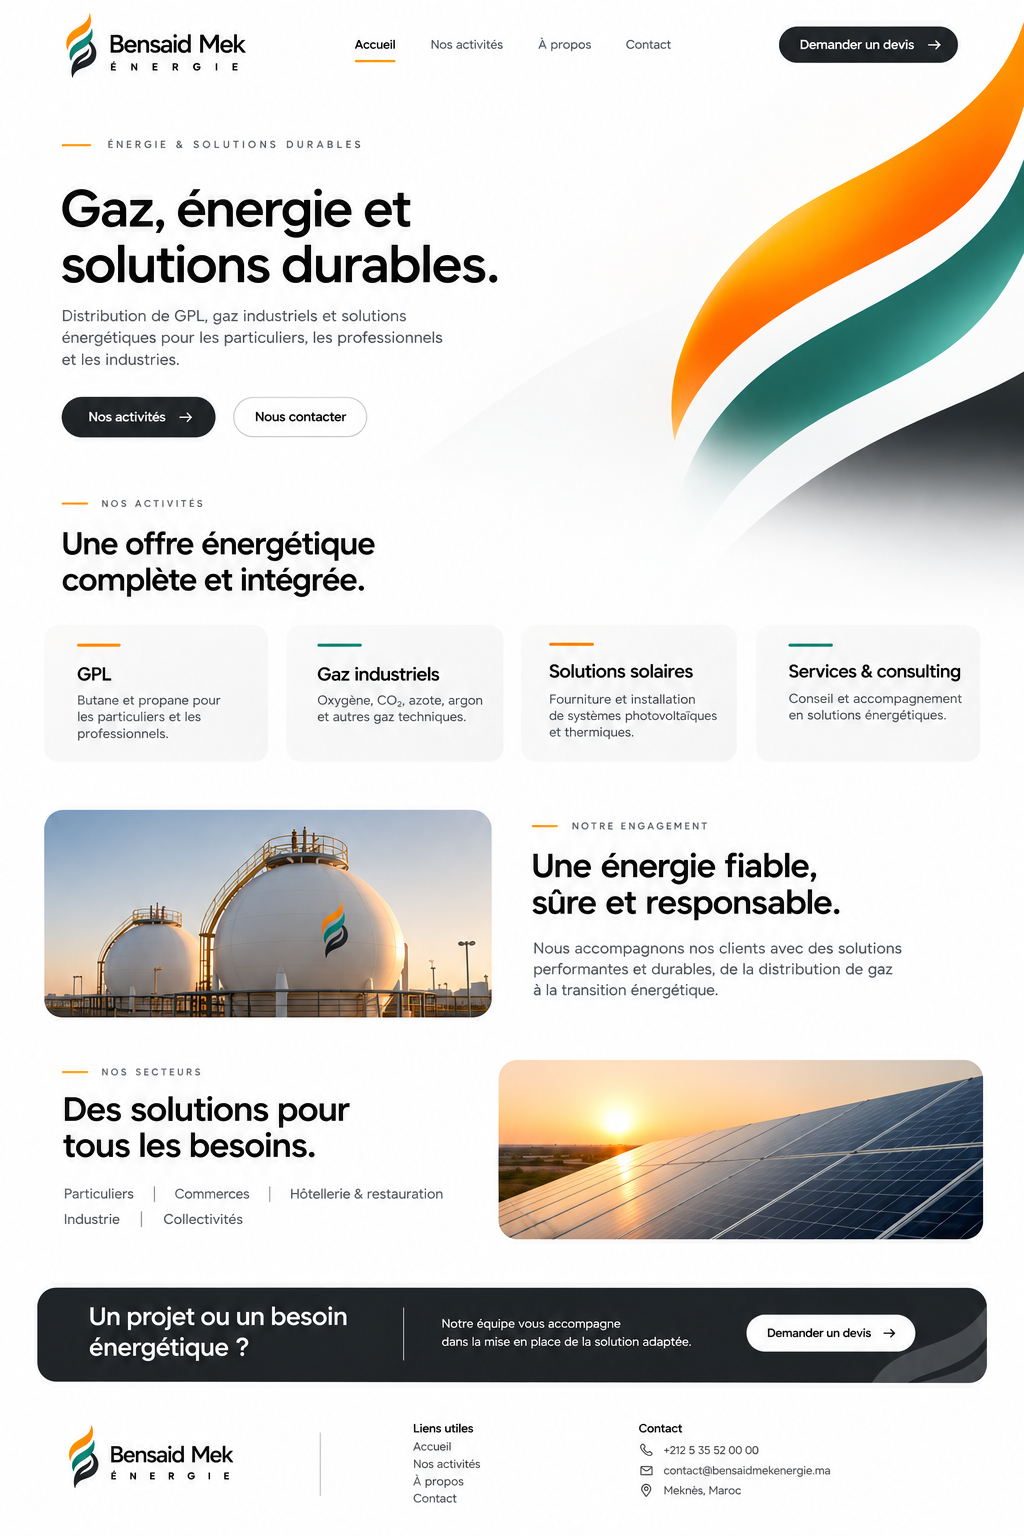 Bensaid Mek
ÉNERGIE
Accueil
Nos activités
À propos
Contact
Demander un devis
ÉNERGIE & SOLUTIONS DURABLES
Gaz, énergie et
solutions durables.
Distribution de GPL, gaz industriels et solutions
énergétiques pour les particuliers, les professionnels
et les industries.
Nos activités
Nous contacter
NOS ACTIVITÉS
Une offre énergétique
complète et intégrée.
GPL
Butane et propane pour
les particuliers et les
professionnels.
Gaz industriels
Oxygène, CO₂, azote, argon
et autres gaz techniques.
Solutions solaires
Fourniture et installation
de systèmes photovoltaïques
et thermiques.
Services & consulting
Conseil et accompagnement
en solutions énergétiques.
NOTRE ENGAGEMENT
Une énergie fiable,
sûre et responsable.
Nous accompagnons nos clients avec des solutions
performantes et durables, de la distribution de gaz
à la transition énergétique.
NOS SECTEURS
Des solutions pour
tous les besoins.
Particuliers | Commerces | Hôtellerie & restauration
Industrie | Collectivités
Un projet ou un besoin
énergétique ?
Notre équipe vous accompagne
dans la mise en place de la solution adaptée.
Demander un devis
Bensaid Mek
ÉNERGIE
Liens utiles
Accueil
Nos activités
À propos
Contact
Contact
+212 5 35 52 00 00
contact@bensaidmekenergie.ma
Meknès, Maroc